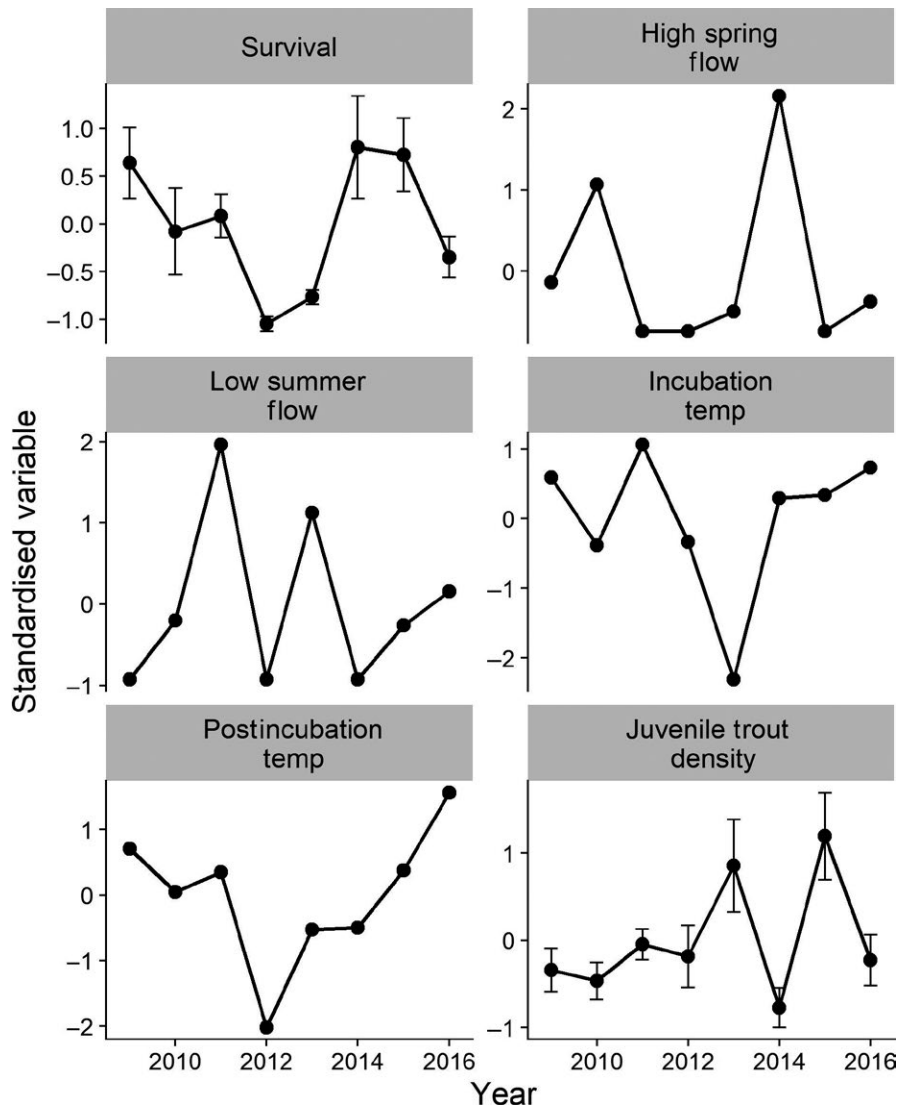 Survival
High spring
flow
1.0
0.5
0.0
−0.5
−1.0
2
1
0
Low summer
flow
Incubation
temp
2
1
0
−1
1
0
−1
−2
Postincubation
temp
Juvenile trout
density
1
0
−1
−2
1
0
−1
2010 2012 2014 2016
2010 2012 2014 2016
Standardised variable
Year